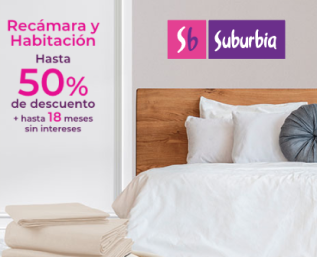 Recámara y
Habitación
Hasta
50%
de descuento
+ hasta 18 meses
sin intereses
Sb Suburbia